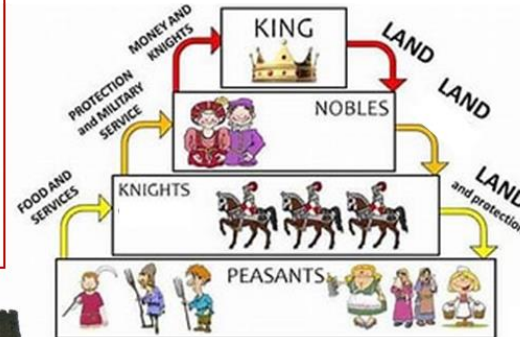 KING
MONEY AND
KNIGHTS
LAND
NOBLES
PROTECTION
and MILITARY
SERVICE
LAND
KNIGHTS
FOOD AND
SERVICES
LAND
and protection
PEASANTS